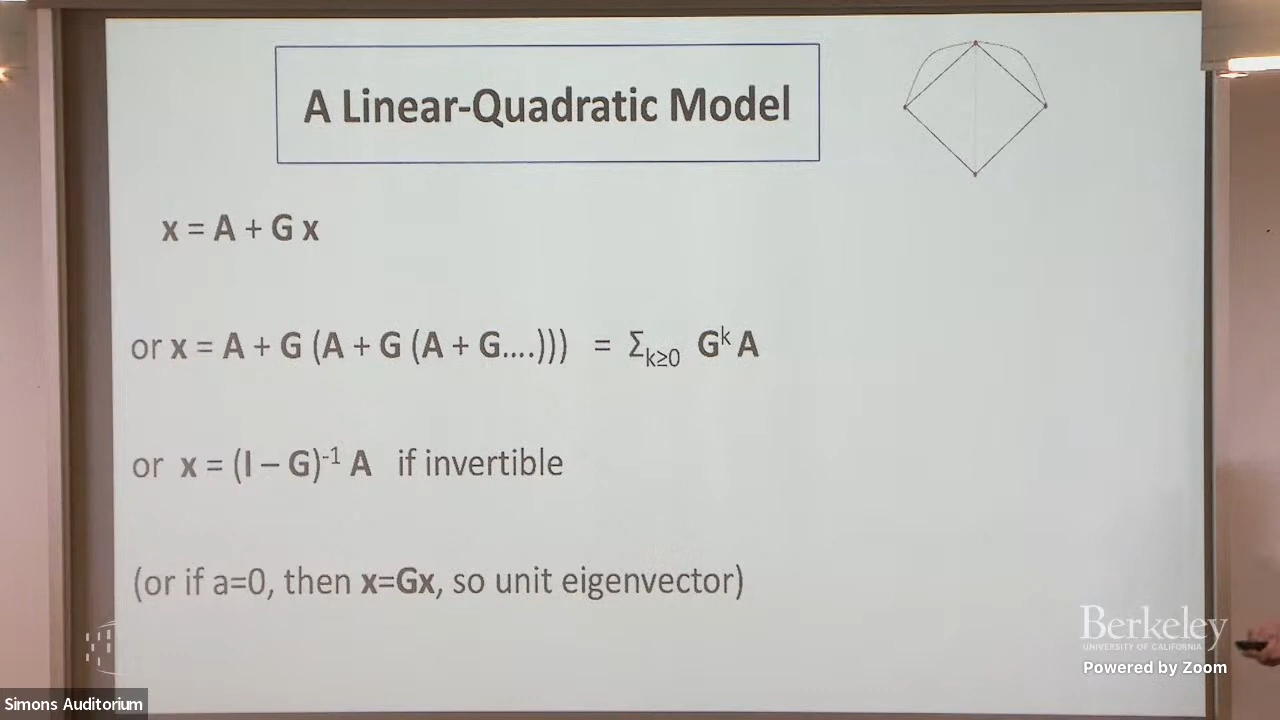 A Linear-Quadratic Model
x = A + G x
or x = A + G (A + G (A + G....))) = Σk≥0 Gᵏ A
or x = (I – G)⁻¹ A if invertible
(or if a=0, then x=Gx, so unit eigenvector)
Berkeley
UNIVERSITY OF CALIFORNIA
Powered by Zoom
Simons Auditorium